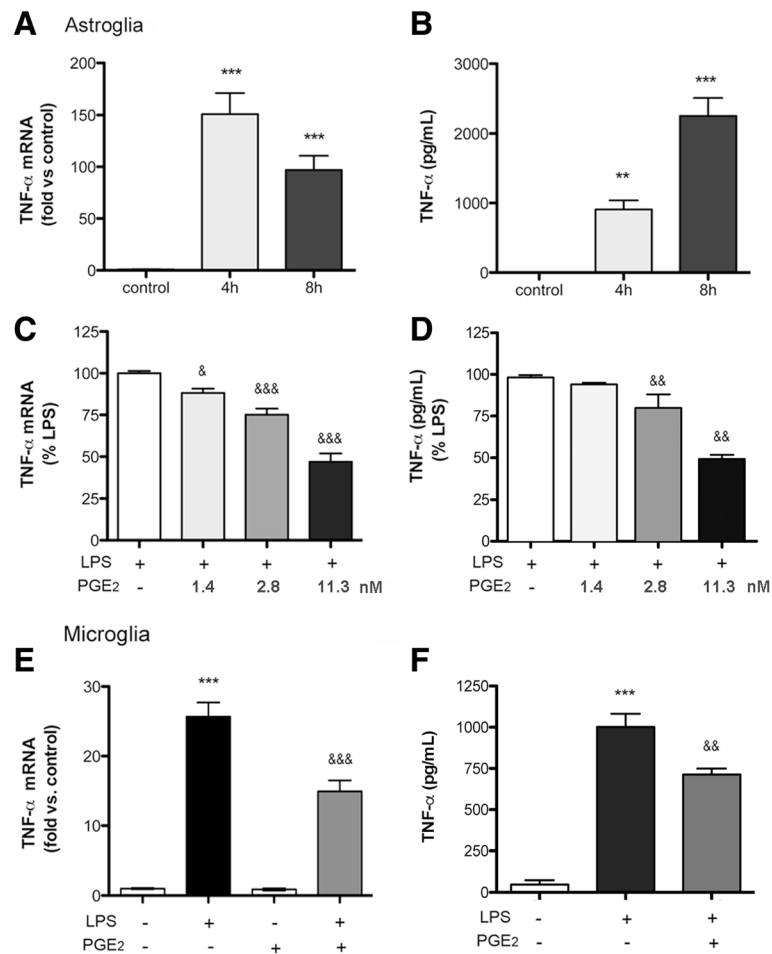 A Astroglia B
TNF-α mRNA
(fold vs control)
200
150
100
50
0
***
***
control 4h 8h
TNF-α (pg/mL)
3000
2000
1000
0
**
***
control 4h 8h
C
TNF-α mRNA
(% LPS)
125
100
75
50
25
0
&
&&&
&&&
LPS + + + +
PGE2 - 1.4 2.8 11.3 nM
D
TNF-α (pg/mL)
(% LPS)
125
100
75
50
25
0
&&
&&
LPS + + + +
PGE2 - 1.4 2.8 11.3 nM
Microglia
E
TNF-α mRNA
(fold vs. control)
30
20
10
0
***
&&&
LPS - + - +
PGE2 - - + +
F
TNF-α (pg/mL)
1250
1000
750
500
250
0
***
&&
LPS - + +
PGE2 - - +